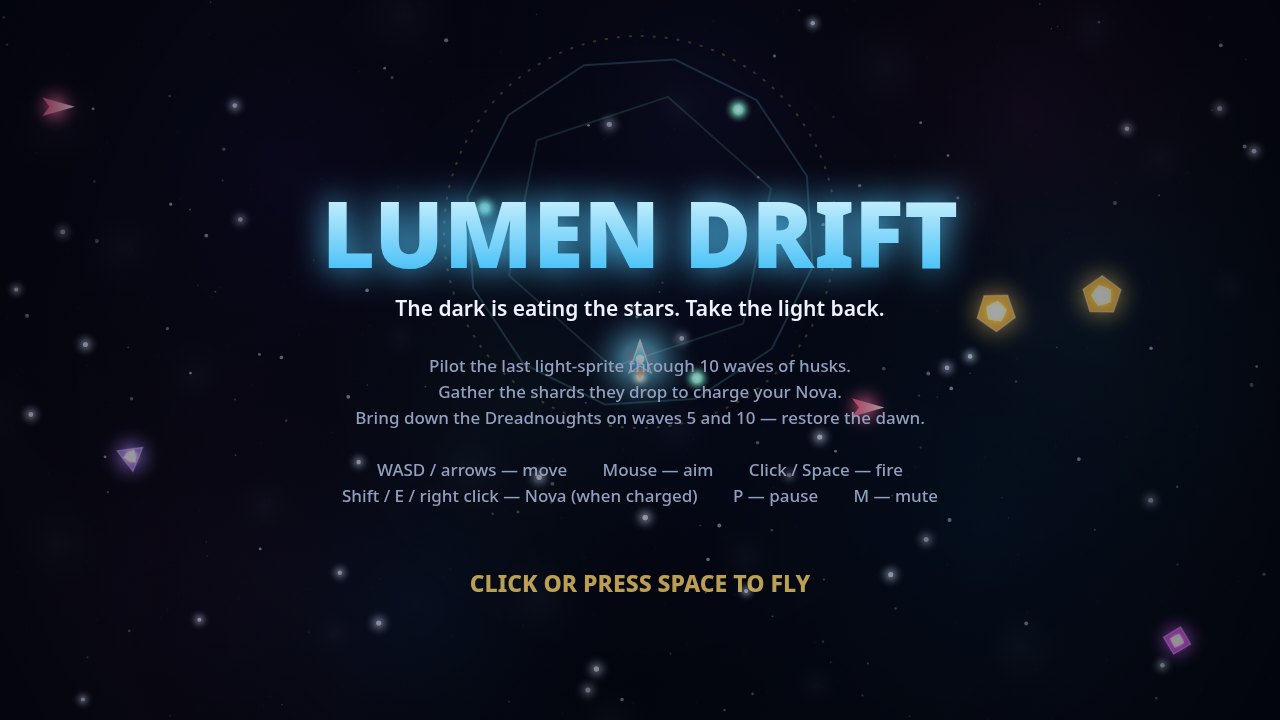 LUMEN DRIFT
The dark is eating the stars. Take the light back.
Pilot the last light-sprite through 10 waves of husks.
Gather the shards they drop to charge your Nova.
Bring down the Dreadnoughts on waves 5 and 10 — restore the dawn.
WASD / arrows — move Mouse — aim Click / Space — fire
Shift / E / right click — Nova (when charged) P — pause M — mute
CLICK OR PRESS SPACE TO FLY